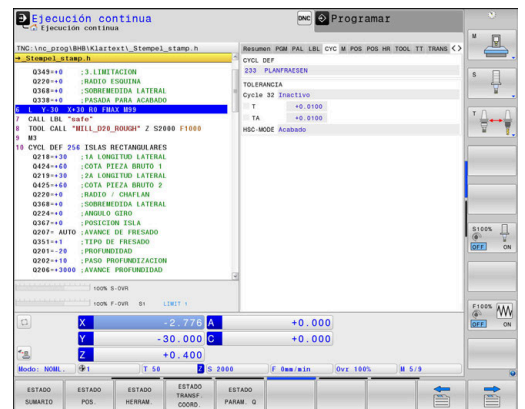 Ejecución continua
Ejecución continua
DNC
Programar
TNC:\nc_prog\BHB\Klartext\_Stempel_stamp.h
→_Stempel_stamp.h
Q349=+0 ;3.LIMITACION
Q220=+0 ;RADIO ESQUINA
Q368=+0 ;SOBREMEDIDA LATERAL
Q338=+0 ;PASADA PARA ACABADO
6 L Y-30 X+30 R0 FMAX M99
7 CALL LBL "safe"
8 TOOL CALL "MILL_D20_ROUGH" Z S2000 F1000
9 M3
10 CYCL DEF 256 ISLAS RECTANGULARES
Q218=+30 ;1A LONGITUD LATERAL
Q424=+60 ;COTA PIEZA BRUTO 1
Q219=+30 ;2A LONGITUD LATERAL
Q425=+60 ;COTA PIEZA BRUTO 2
Q220=+0 ;RADIO / CHAFLAN
Q368=+0 ;SOBREMEDIDA LATERAL
Q224=+0 ;ANGULO GIRO
Q367=+0 ;POSICION ISLA
Q207= AUTO ;AVANCE DE FRESADO
Q351=+1 ;TIPO DE FRESADO
Q201=-20 ;PROFUNDIDAD
Q202=+10 ;PASO PROFUNDIZACION
Q206=+3000 ;AVANCE PROFUNDIDAD
Resumen PGM PAL LBL CYC M POS POS HR TOOL TT TRANS
CYCL DEF
233 PLANFRAESEN
TOLERANCIA
Cycle 32 Inactivo
T +0.0100
TA +0.0100
HSC-MODE Acabado
100% S-OVR
100% F-OVR S1 LIMIT 1
X -2.776 A +0.000
Y -30.000 C +0.000
Z +0.400
Modo: NOML. 1 T 50 Z S 2000 F 0mm/min Ovr 100% M 5/9
M
S
T
S100%
OFF ON
F100%
OFF ON
ESTADO SUMARIO
ESTADO POS.
ESTADO HERRAM.
ESTADO TRANSF. COORD.
ESTADO PARAM. Q